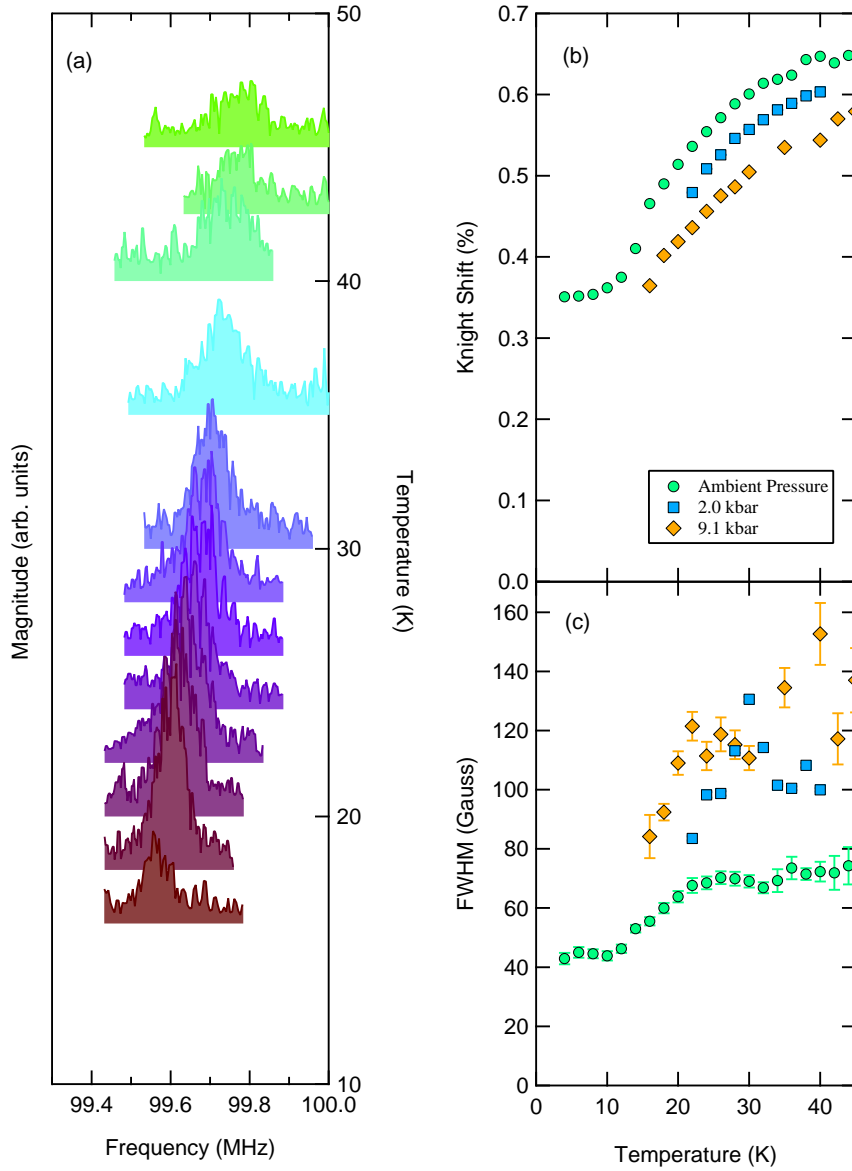 (a)
50
40
30
20
10
Magnitude (arb. units)
Temperature (K)
99.4
99.6
99.8
100.0
Frequency (MHz)
(b)
0.7
0.6
0.5
0.4
0.3
0.2
0.1
0.0
Knight Shift (%)
Ambient Pressure
2.0 kbar
9.1 kbar
(c)
160
140
120
100
80
60
40
20
0
FWHM (Gauss)
0
10
20
30
40
Temperature (K)